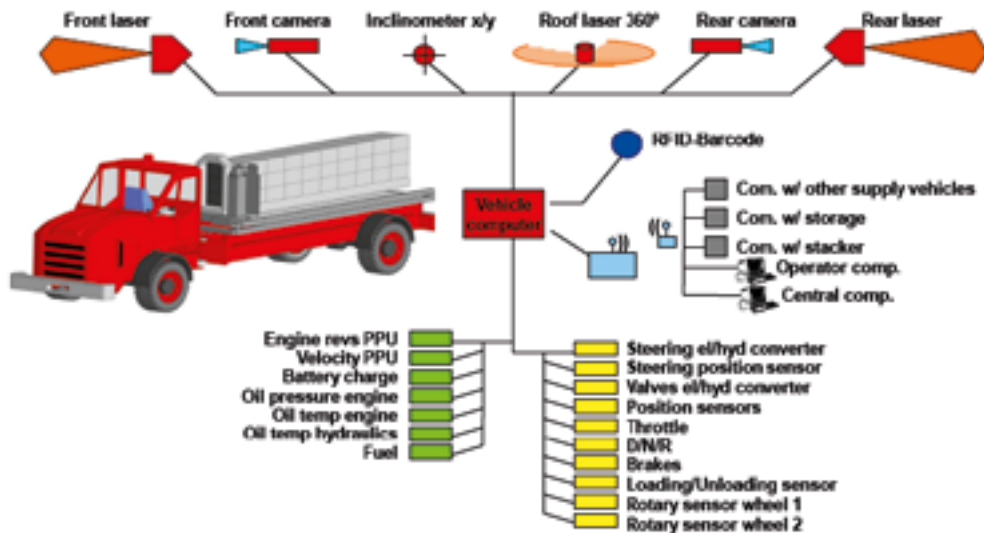 Front laser
Front camera
Inclinometer x/y
Roof laser 360°
Rear camera
Rear laser
RFID-Barcode
Vehicle
computer
Com. w/ other supply vehicles
Com. w/ storage
Com. w/ stacker
Operator comp.
Central comp.
Engine revs PPU
Velocity PPU
Battery charge
Oil pressure engine
Oil temp engine
Oil temp hydraulics
Fuel
Steering el/hyd converter
Steering position sensor
Valves el/hyd converter
Position sensors
Throttle
D/N/R
Brakes
Loading/Unloading sensor
Rotary sensor wheel 1
Rotary sensor wheel 2